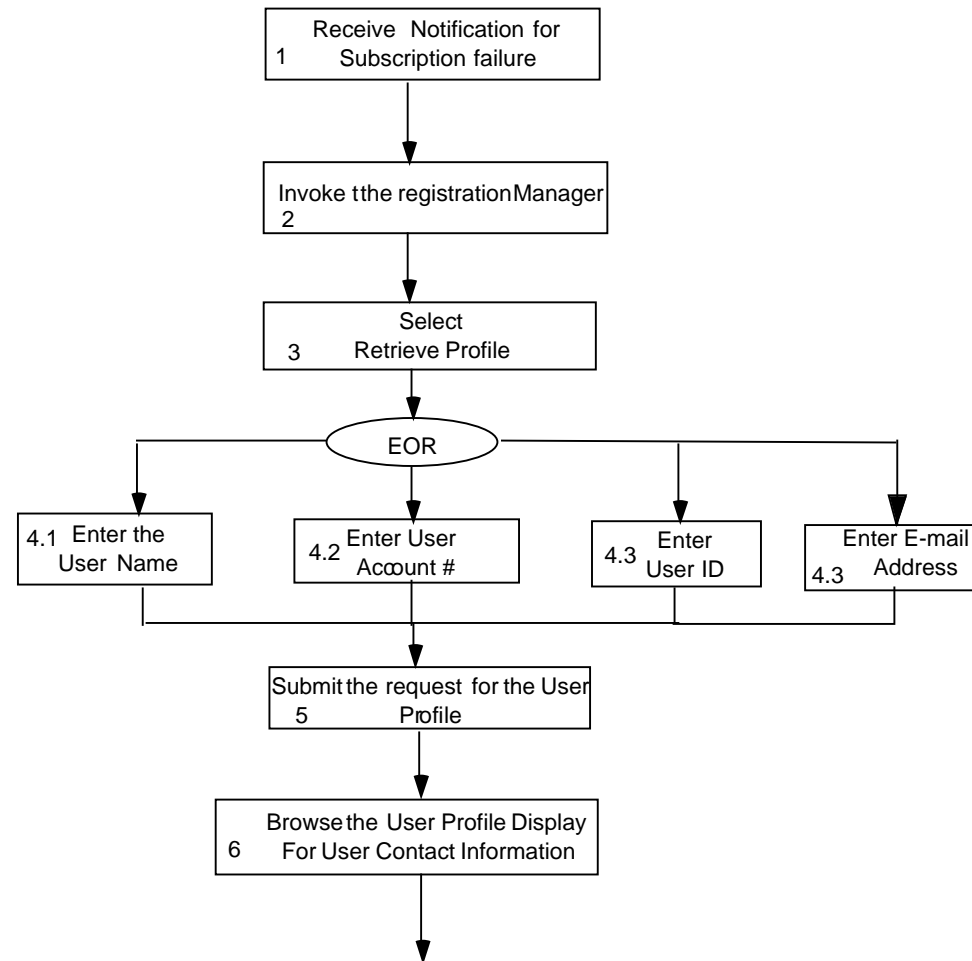 Receive Notification for
1 Subscription failure
Invoke tthe registrationManager
2
Select
3 Retrieve Profile
EOR
4.1 Enter the
User Name
4.2 Enter User
Account #
4.3 Enter
User ID
Enter E-mail
4.3 Address
Submit the request for the User
5 Profile
Browse the User Profile Display
6 For User Contact Information